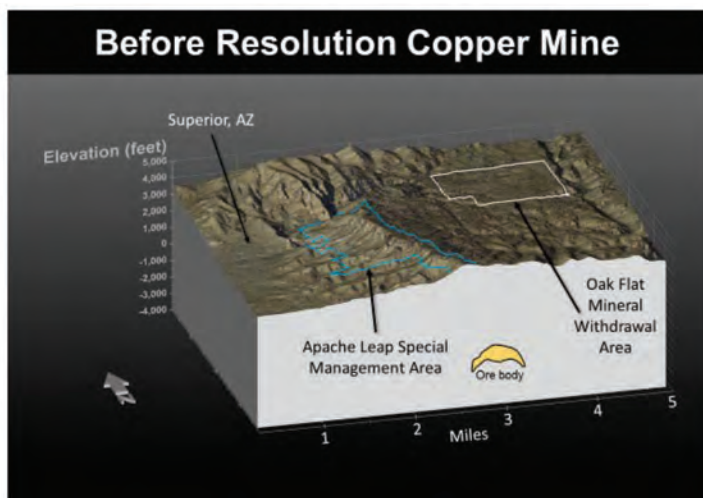 Before Resolution Copper Mine
Superior, AZ
Elevation (feet)
5,000
4,000
3,000
2,000
1,000
0
-1,000
-2,000
-3,000
-4,000
Oak Flat
Mineral
Withdrawal
Area
Apache Leap Special
Management Area
Ore body
1
2
3
4
5
Miles
N